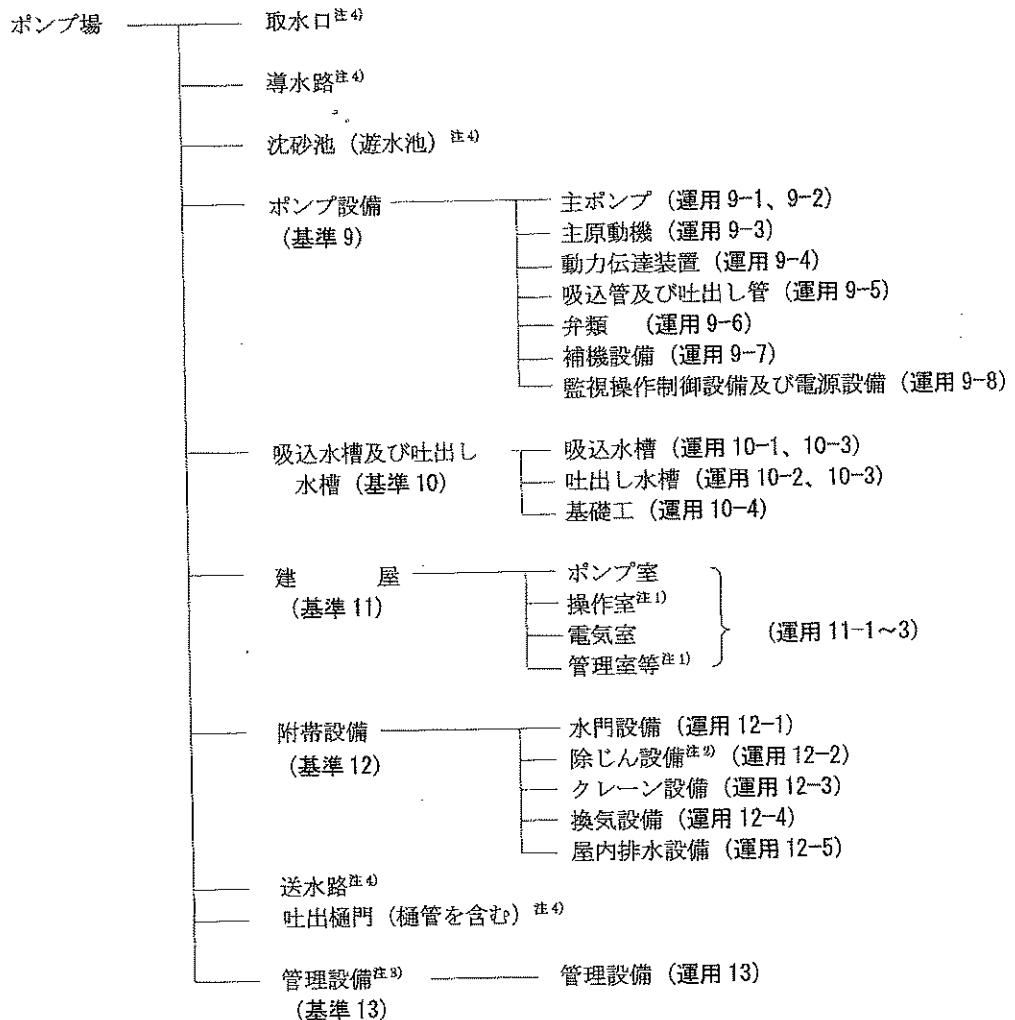 ポンプ場 取水口注4)
導水路注4)
沈砂池（遊水池）注4)
ポンプ設備 主ポンプ（運用 9-1、9-2）
（基準 9） 主原動機（運用 9-3）
動力伝達装置（運用 9-4）
吸込管及び吐出し管（運用 9-5）
弁類 （運用 9-6）
補機設備（運用 9-7）
監視操作制御設備及び電源設備（運用 9-8）
吸込水槽及び吐出し 吸込水槽（運用 10-1、10-3）
水槽（基準 10） 吐出し水槽（運用 10-2、10-3）
基礎工（運用 10-4）
建 屋 ポンプ室
（基準 11） 操作室注1)
電気室 （運用 11-1～3）
管理室等注1)
附帯設備 水門設備（運用 12-1）
（基準 12） 除じん設備注2)（運用 12-2）
クレーン設備（運用 12-3）
換気設備（運用 12-4）
屋内排水設備（運用 12-5）
送水路注4)
吐出樋門（樋管を含む）注4)
管理設備注3) 管理設備（運用 13）
（基準 13）